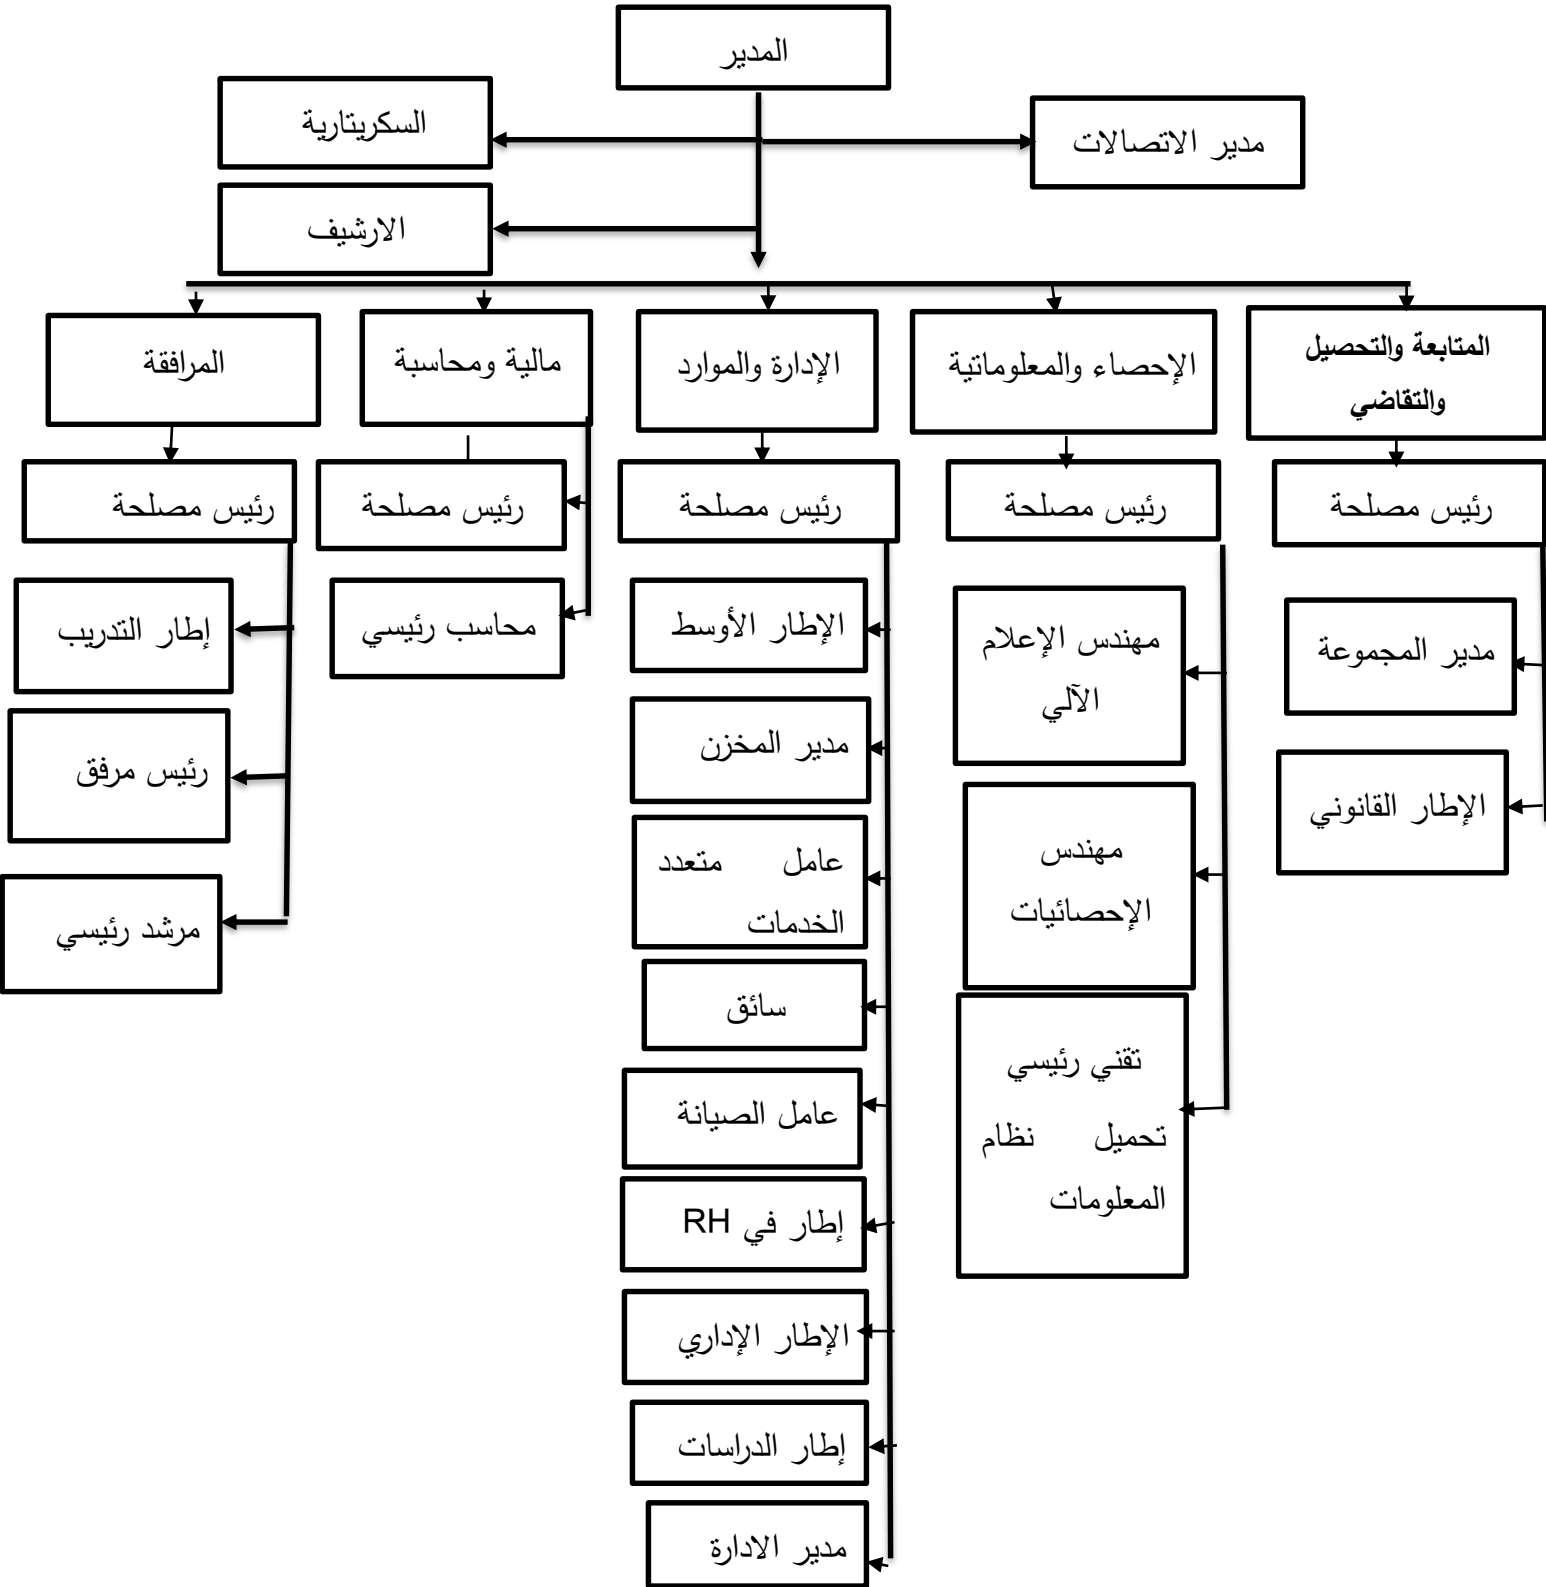 المدير
السكريتارية
مدير الاتصالات
الارشيف
المتابعة والتحصيل
والتقاضي
الإحصاء والمعلوماتية
الإدارة والموارد
مالية ومحاسبة
المرافقة
رئيس مصلحة
رئيس مصلحة
رئيس مصلحة
رئيس مصلحة
رئيس مصلحة
مدير المجموعة
الإطار القانوني
مهندس الإعلام
الآلي
مهندس
الإحصائيات
تقني رئيسي
تحميل نظام
المعلومات
الإطار الأوسط
مدير المخزن
عامل متعدد
الخدمات
سائق
عامل الصيانة
إطار في RH
الإطار الإداري
إطار الدراسات
مدير الادارة
محاسب رئيسي
إطار التدريب
رئيس مرفق
مرشد رئيسي